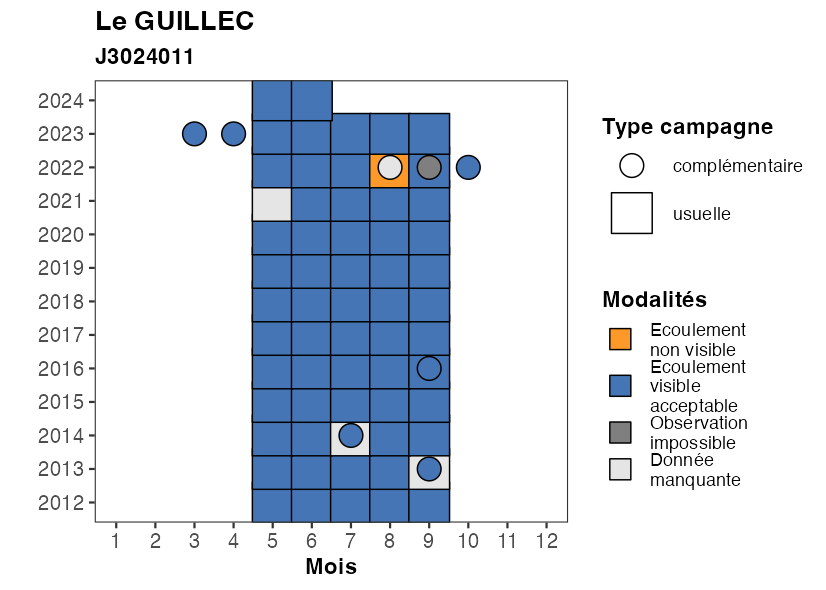 Le GUILLEC
J3024011
2024
2023
2022
2021
2020
2019
2018
2017
2016
2015
2014
2013
2012
1 2 3 4 5 6 7 8 9 10 11 12
Mois
Type campagne
complémentaire
usuelle
Modalités
Ecoulement
non visible
Ecoulement
visible
acceptable
Observation
impossible
Donnée
manquante